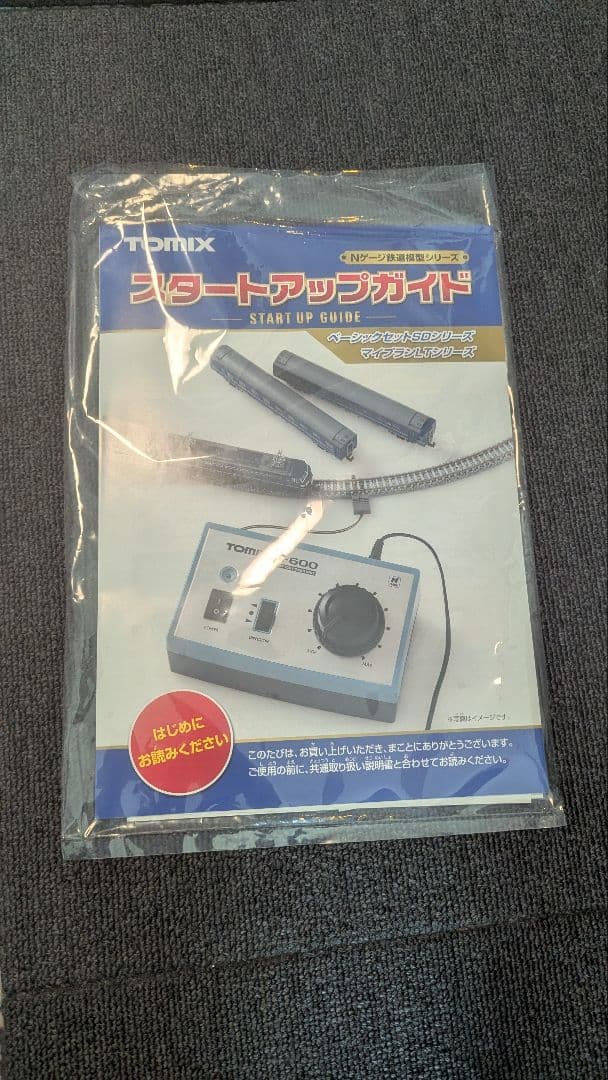 TOMIX
Nゲージ鉄道模型シリーズ
スタートアップガイド
START UP GUIDE
ベーシックセットSDシリーズ
マイプランLTシリーズ
TOMIX
-600
POWER
DIRECTION
MAX
※写真はイメージです。
はじめに
お読みください
このたびは、お買い上げいただき、まことにありがとうございます。
ご使用の前に、共通取り扱い説明書と合わせてお読みください。